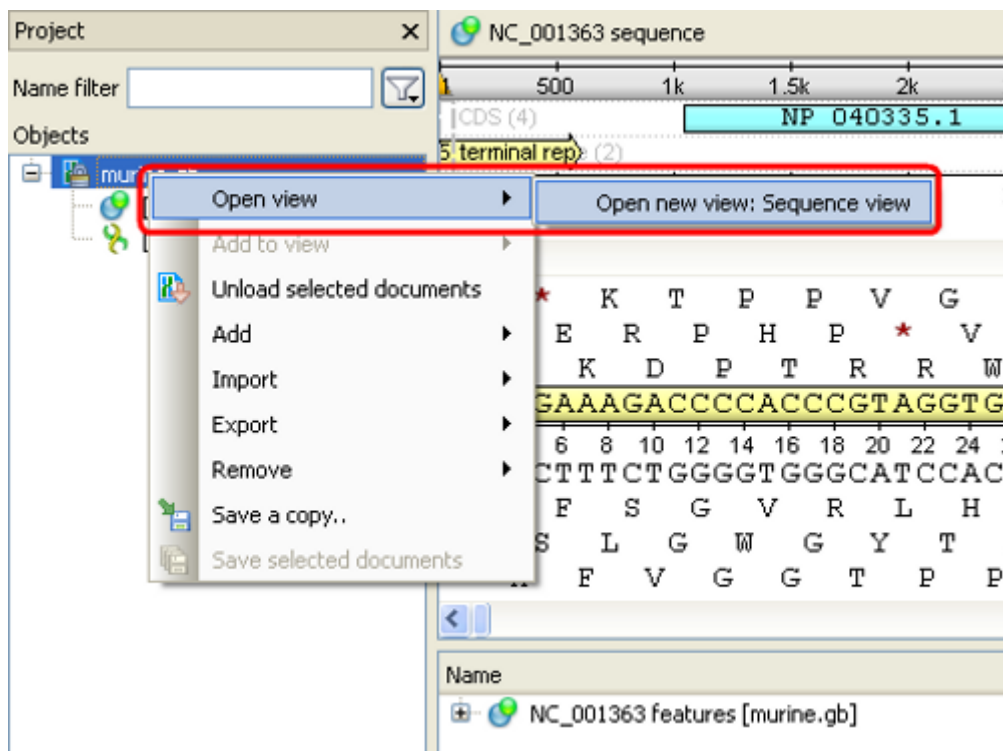 Project
Name filter
Objects
murine.gb
[
[
Open view
Open new view: Sequence view
Add to view
Unload selected documents
Add
Import
Export
Remove
Save a copy..
Save selected documents
NC_001363 sequence
1 500 1k 1.5k 2k
CDS (4)
NP 040335.1
5 terminal rep (2)
* K T P P V G
E R P H P * V
K D P T R R W
GAAAGACCCCACCCGTAGGTG
6 8 10 12 14 16 18 20 22 24
CTTTCTGGGGTGGGCATCCAC
F S G V R L H
S L G W G Y T
F V G G T P P
Name
NC_001363 features [murine.gb]